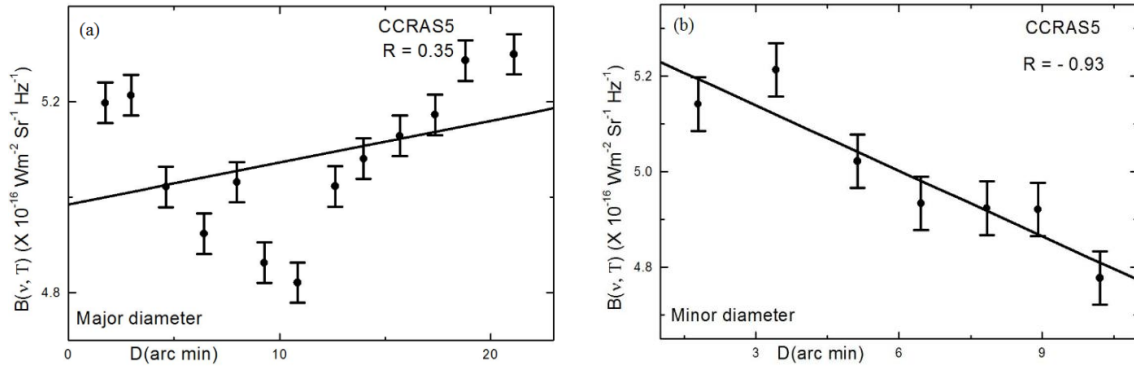 (a)
CCRAS5
R = 0.35
B(ν, T) (X 10⁻¹⁶ Wm⁻² Sr⁻¹ Hz⁻¹)
5.2
4.8
Major diameter
0
10
20
D(arc min)
(b)
CCRAS5
R = - 0.93
B(ν, T) (X 10⁻¹⁶ Wm⁻² Sr⁻¹ Hz⁻¹)
5.2
5.0
4.8
Minor diameter
3
6
9
D(arc min)